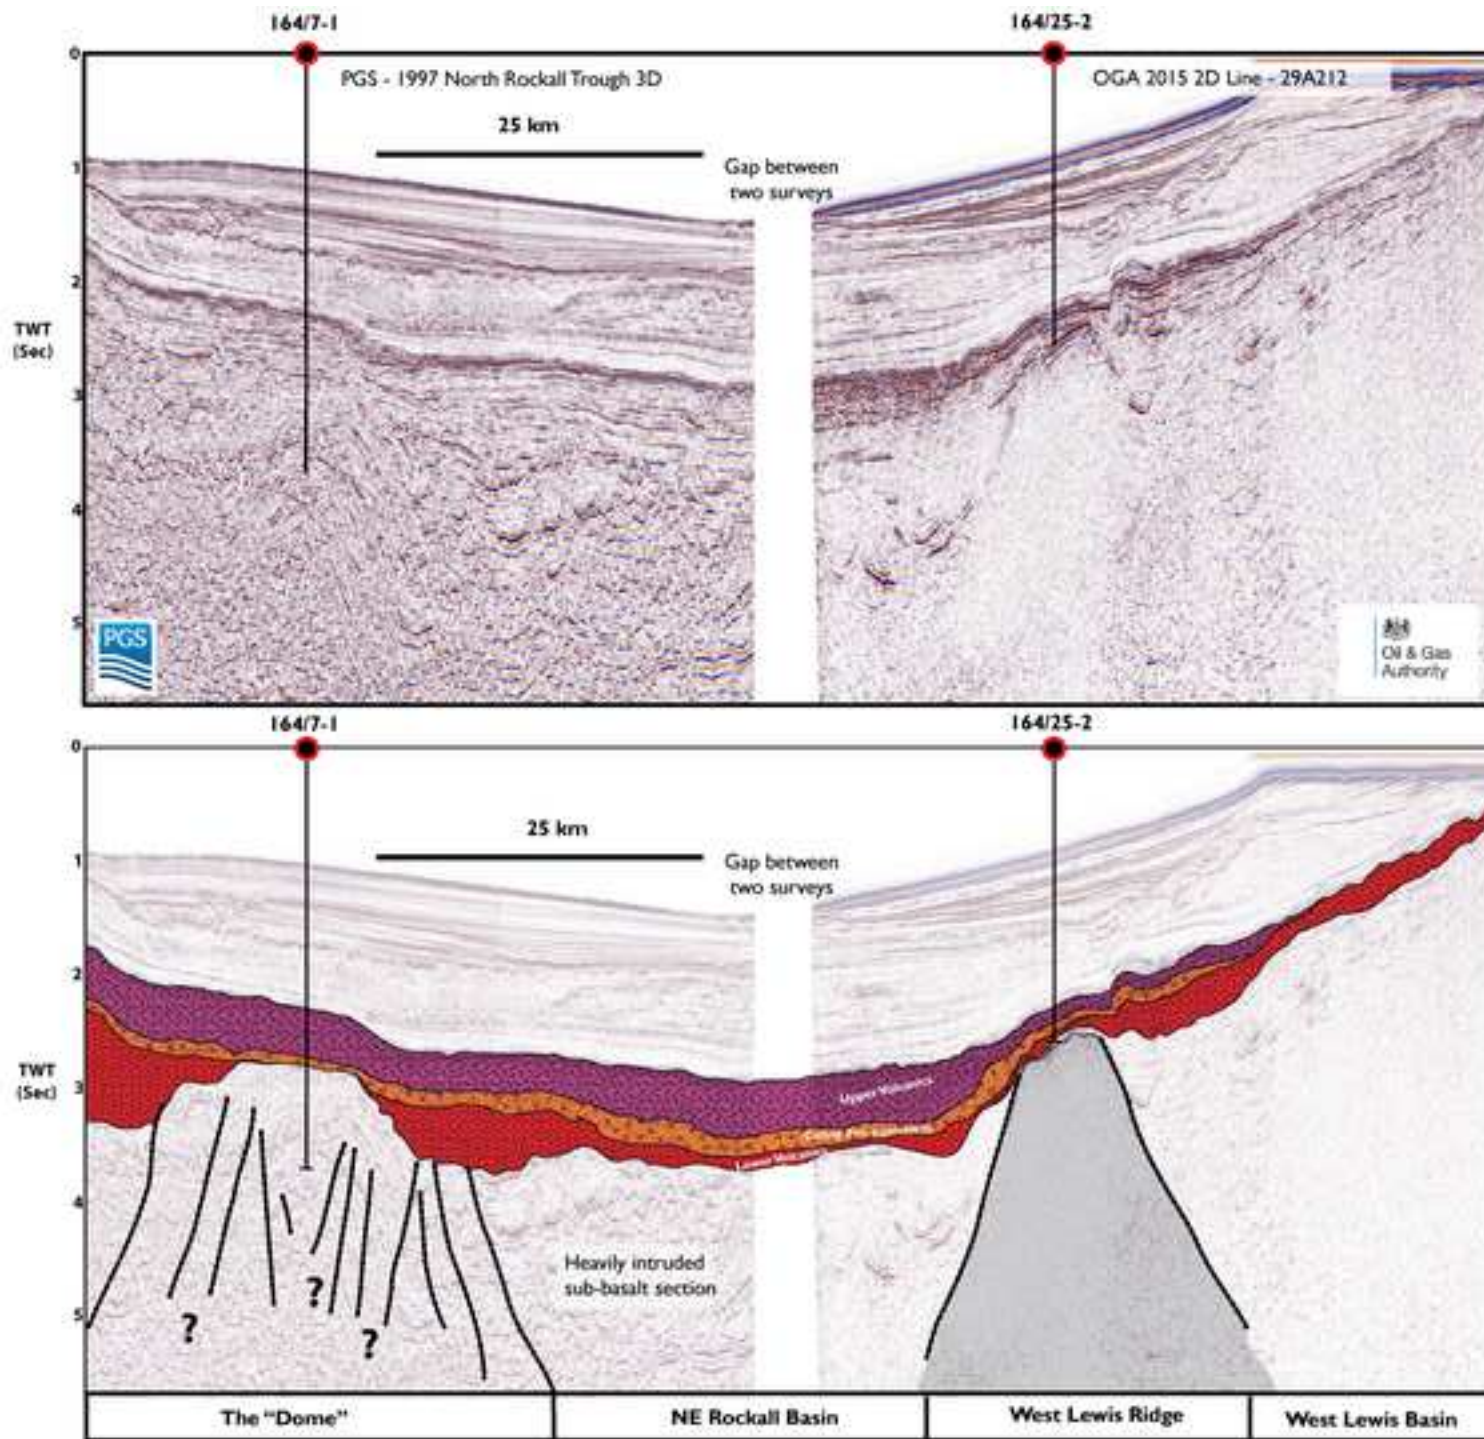 164/7-1
164/25-2
0
PGS - 1997 North Rockall Trough 3D
OGA 2015 2D Line - 29A212
25 km
1
Gap between
two surveys
2
TWT
(Sec)
3
4
5
PGS
Oil & Gas
Authority
164/7-1
164/25-2
0
25 km
1
Gap between
two surveys
2
TWT
(Sec)
3
Upper Volcanics
Lower Volcanics
4
Heavily intruded
sub-basalt section
?
5
?
?
The “Dome”
NE Rockall Basin
West Lewis Ridge
West Lewis Basin